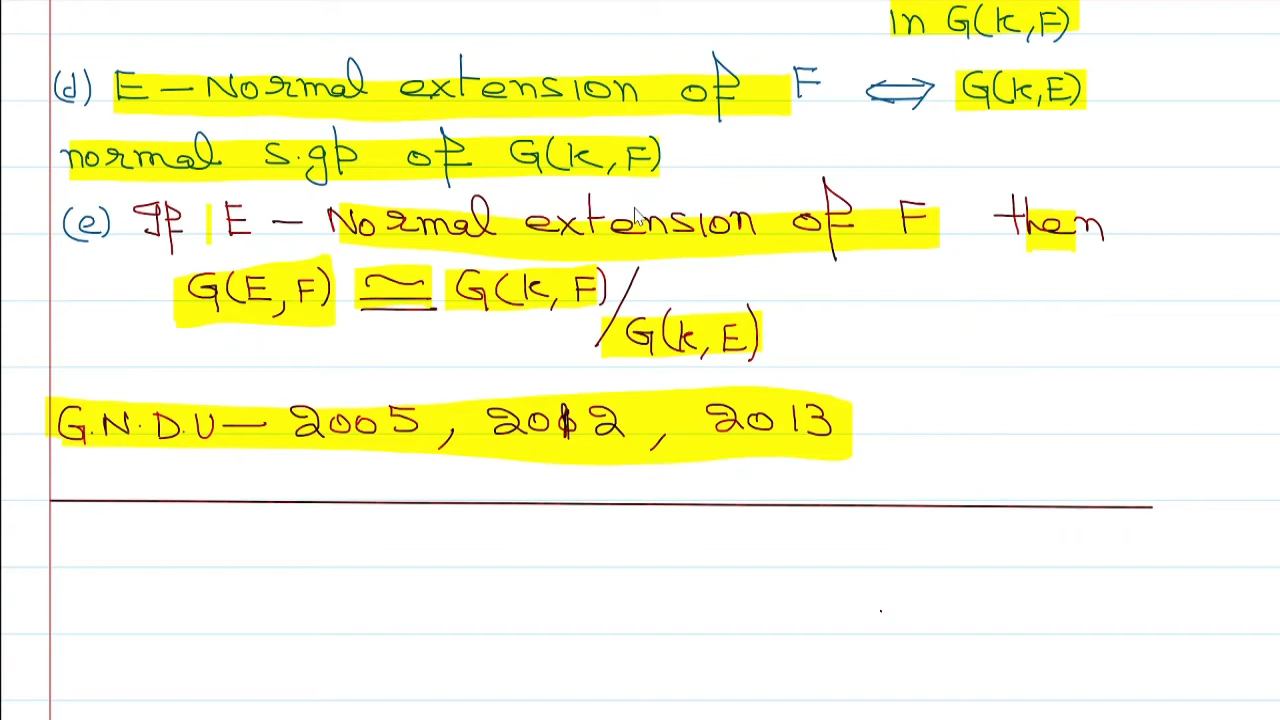 in G(K,F)
(d) E – Normal extension of F ⇔ G(K,E)
normal s.gp of G(K,F)
(e) If E – Normal extension of F then
G(E,F) ≅ G(K,F)/G(K,E)
G.N.D.U – 2005, 2012, 2013